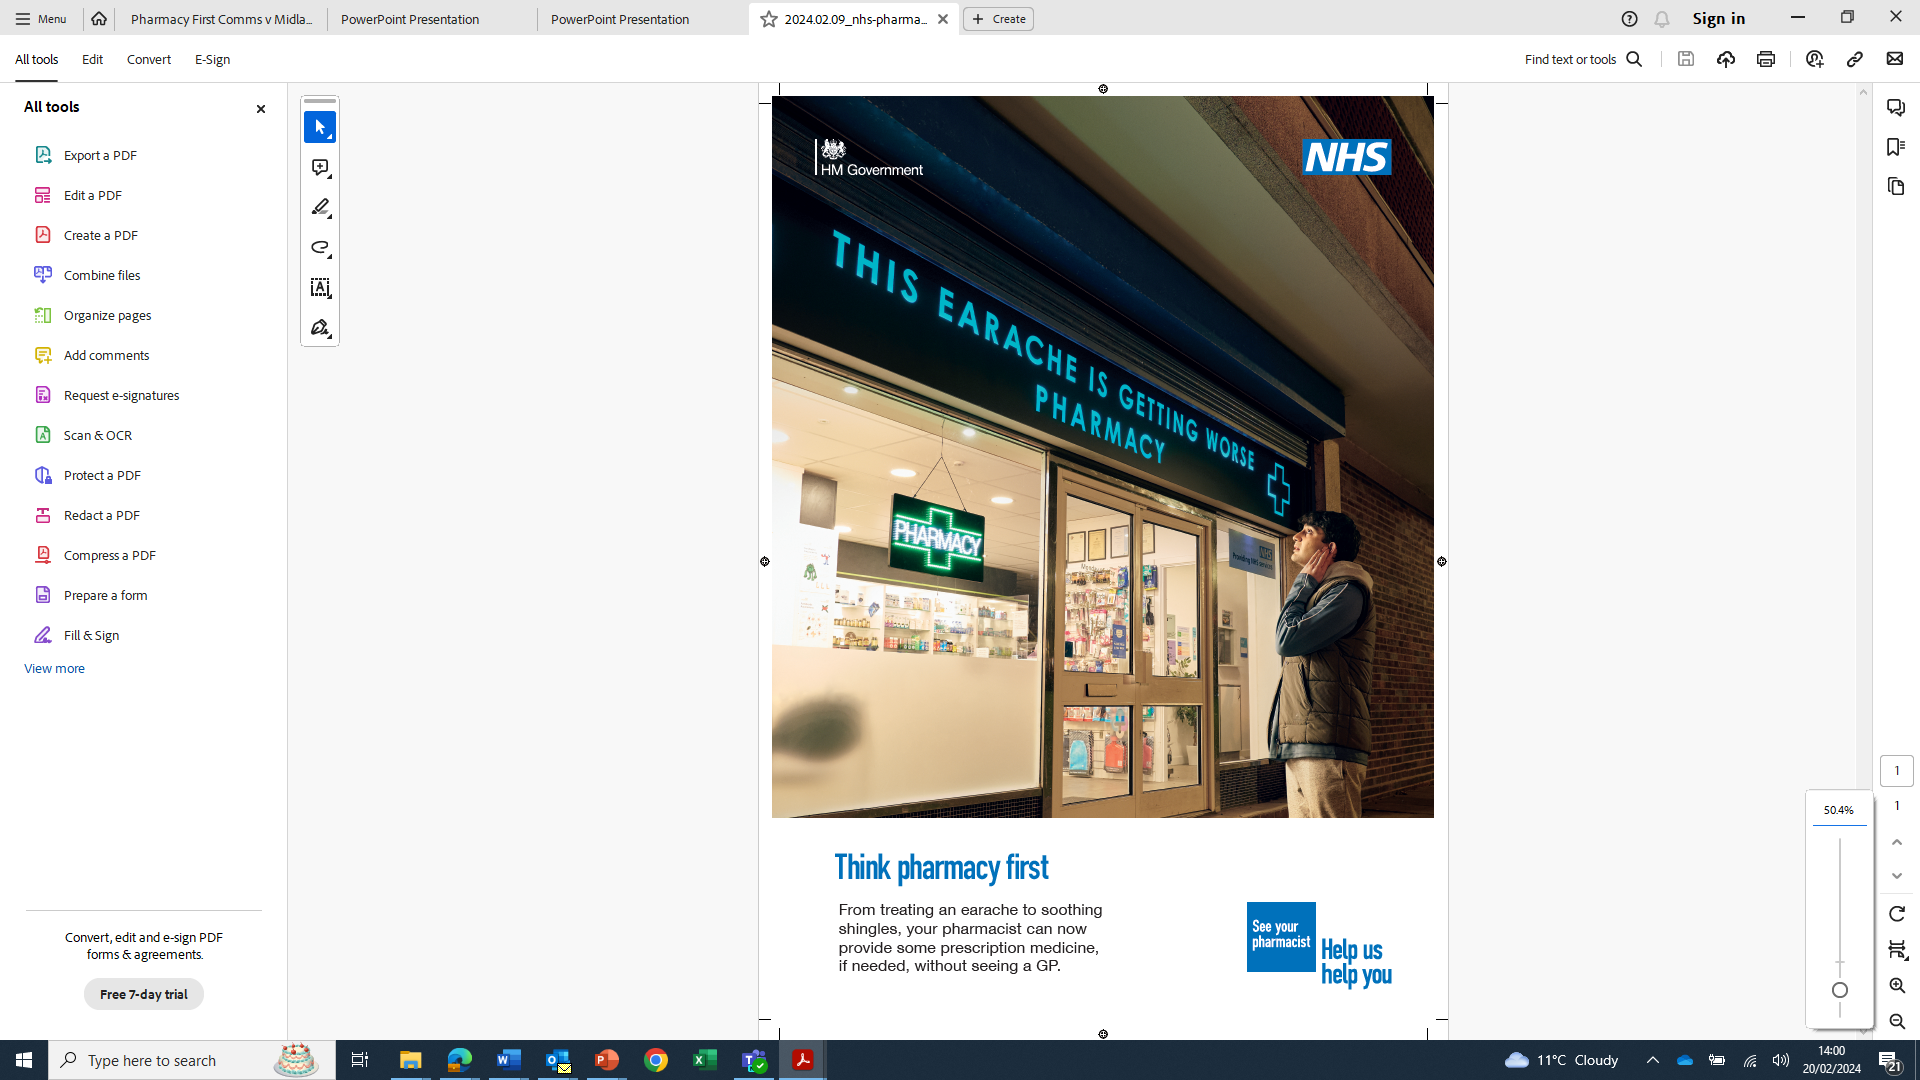 Menu
Pharmacy First Comms v Midla...
PowerPoint Presentation
PowerPoint Presentation
2024.02.09_nhs-pharma...
Create
Sign in
All tools
Edit
Convert
E-Sign
Find text or tools
All tools
Export a PDF
Edit a PDF
Create a PDF
Combine files
Organize pages
Add comments
Request e-signatures
Scan & OCR
Protect a PDF
Redact a PDF
Compress a PDF
Prepare a form
Fill & Sign
View more
Convert, edit and e-sign PDF
forms & agreements.
Free 7-day trial
HM Government
NHS
THIS EARACHE IS GETTING WORSE
PHARMACY
PHARMACY
NHS
Providing NHS services
Think pharmacy first
From treating an earache to soothing
shingles, your pharmacist can now
provide some prescription medicine,
if needed, without seeing a GP.
See your
pharmacist
Help us
help you
1
1
50.4%
Type here to search
11°C Cloudy
14:00
20/02/2024
21